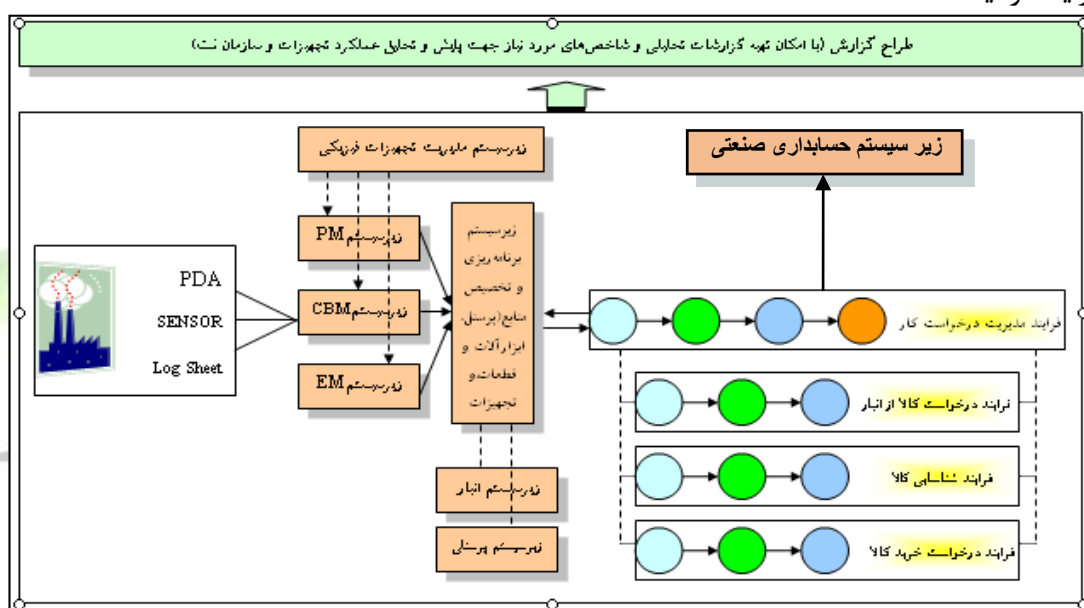 طراح گزارش (با امکان تهیه گزارشات تحلیلی و شاخص‌های مورد نیاز جهت پایش و تحلیل عملکرد تجهیزات و سازمان نت)
زیر سیستم حسابداری صنعتی
زیرسیستم مدیریت تجهیزات فیزیکی
زیرسیستم PM
زیرسیستم CBM
زیرسیستم EM
PDA
SENSOR
Log Sheet
زیرسیستم
برنامه ریزی
و تخصیص
منابع(پرسنل،
ابزارآلات و
قطعات و
تجهیزات
زیرسیستم انبار
زیرسیستم پرسنلی
فرایند مدیریت درخواست کار
فرایند درخواست کالا از انبار
فرایند شناسایی کالا
فرایند درخواست خرید کالا